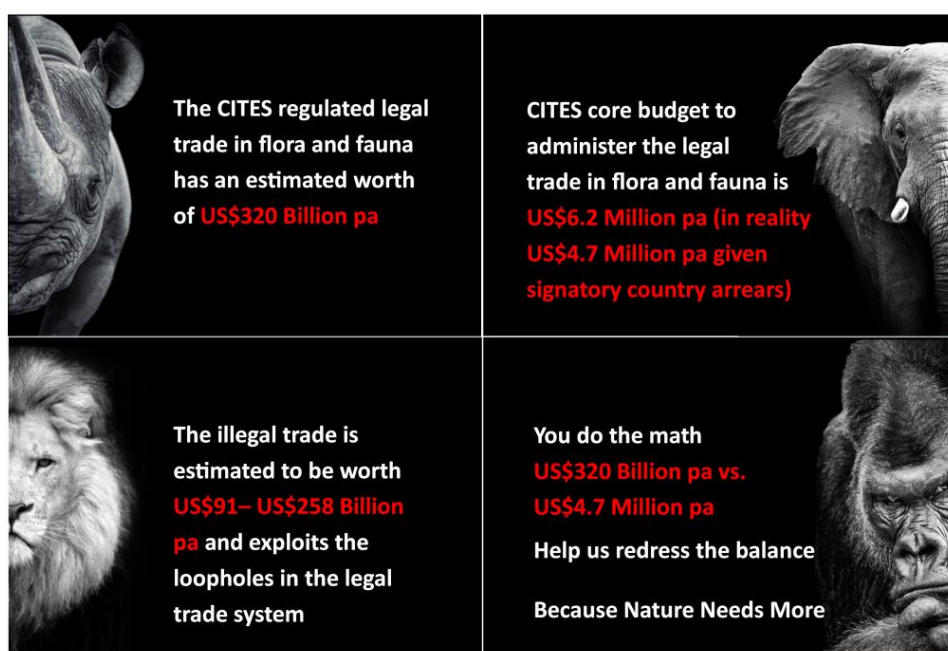 The CITES regulated legal
trade in flora and fauna
has an estimated worth
of US$320 Billion pa
CITES core budget to
administer the legal
trade in flora and fauna is
US$6.2 Million pa (in reality
US$4.7 Million pa given
signatory country arrears)
The illegal trade is
estimated to be worth
US$91– US$258 Billion
pa and exploits the
loopholes in the legal
trade system
You do the math
US$320 Billion pa vs.
US$4.7 Million pa
Help us redress the balance
Because Nature Needs More